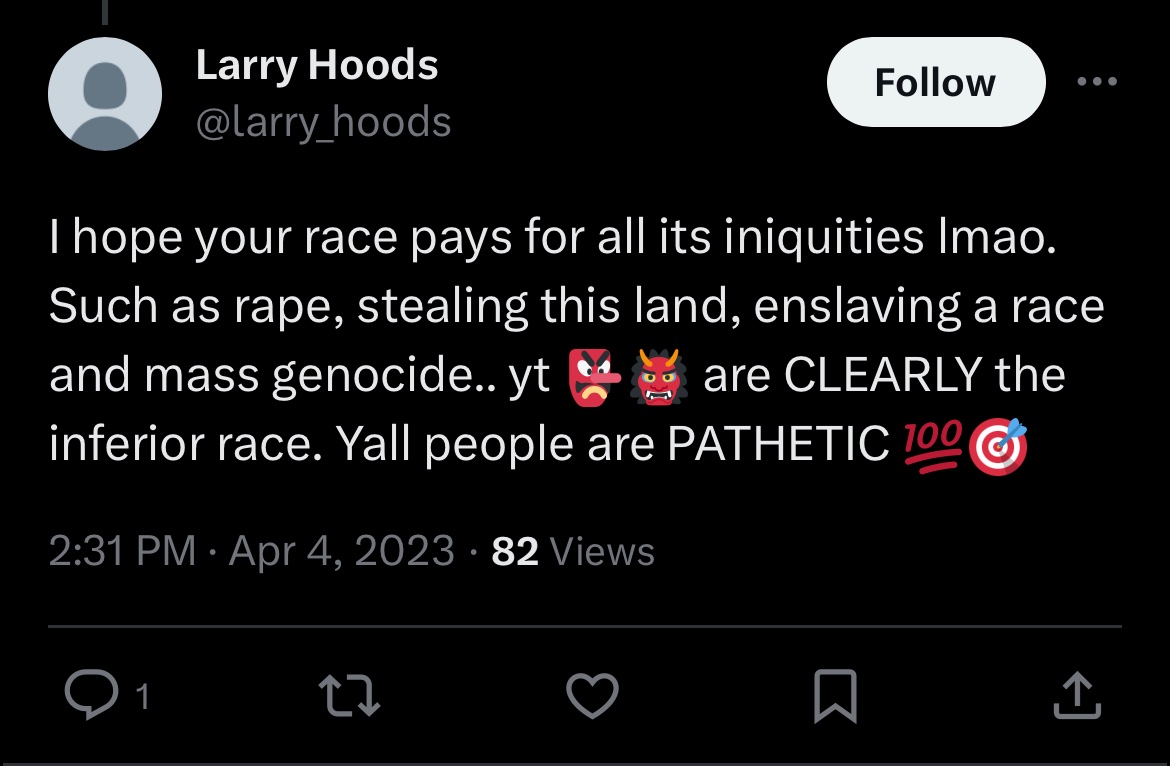 Larry Hoods
@larry_hoods
Follow
I hope your race pays for all its iniquities lmao.
Such as rape, stealing this land, enslaving a race
and mass genocide.. yt 👺👹 are CLEARLY the
inferior race. Yall people are PATHETIC 💯🎯
2:31 PM · Apr 4, 2023 · 82 Views
1